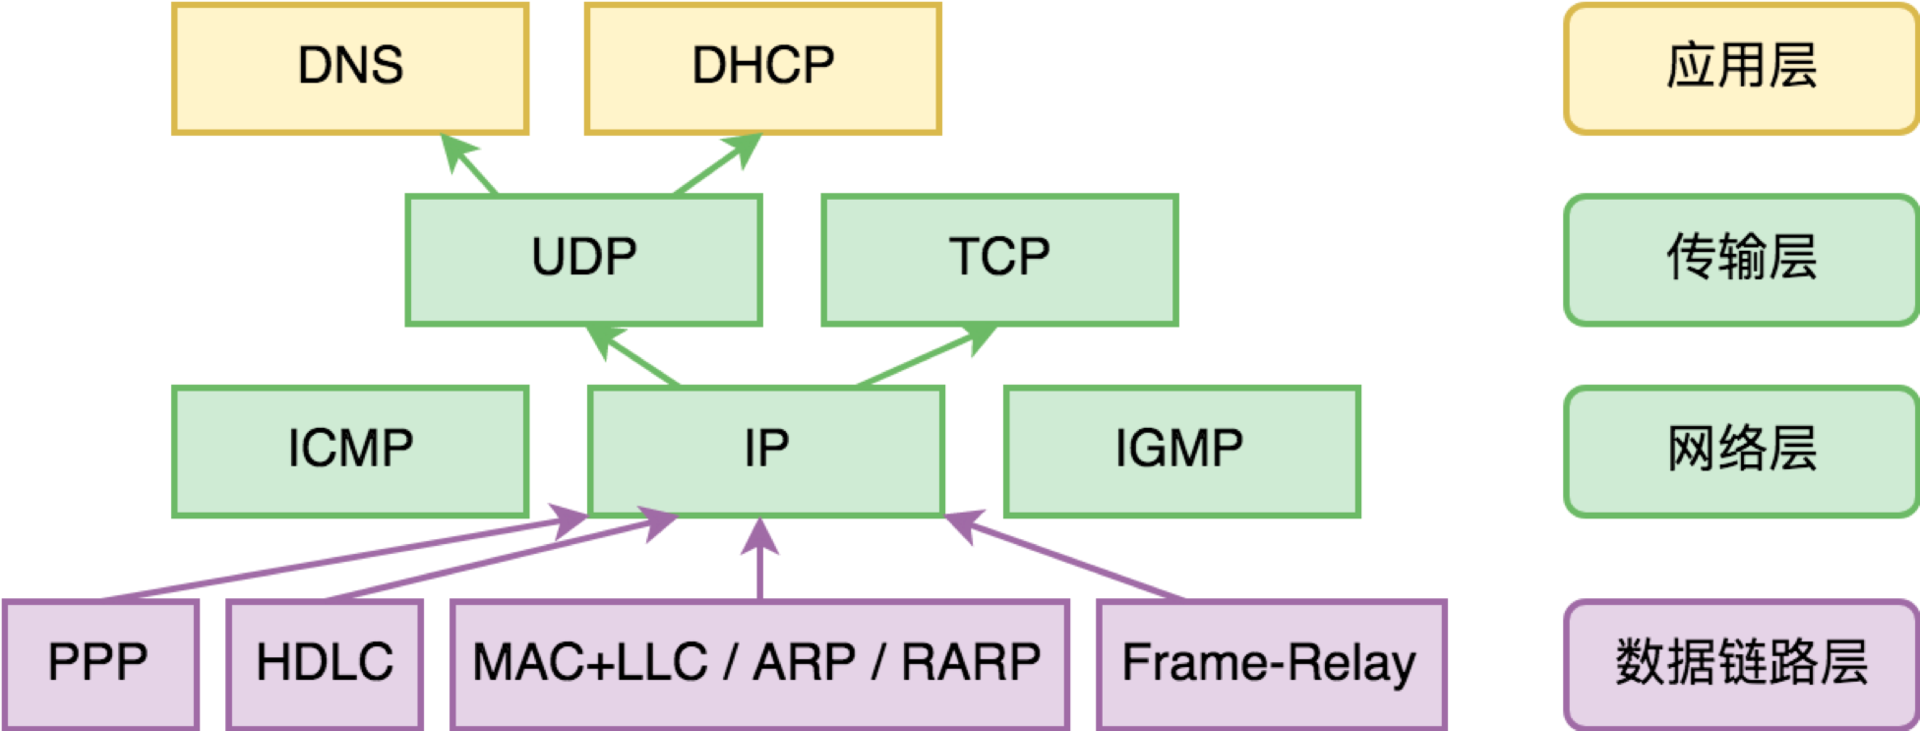 DNS
DHCP
应用层
UDP
TCP
传输层
ICMP
IP
IGMP
网络层
PPP
HDLC
MAC+LLC / ARP / RARP
Frame-Relay
数据链路层